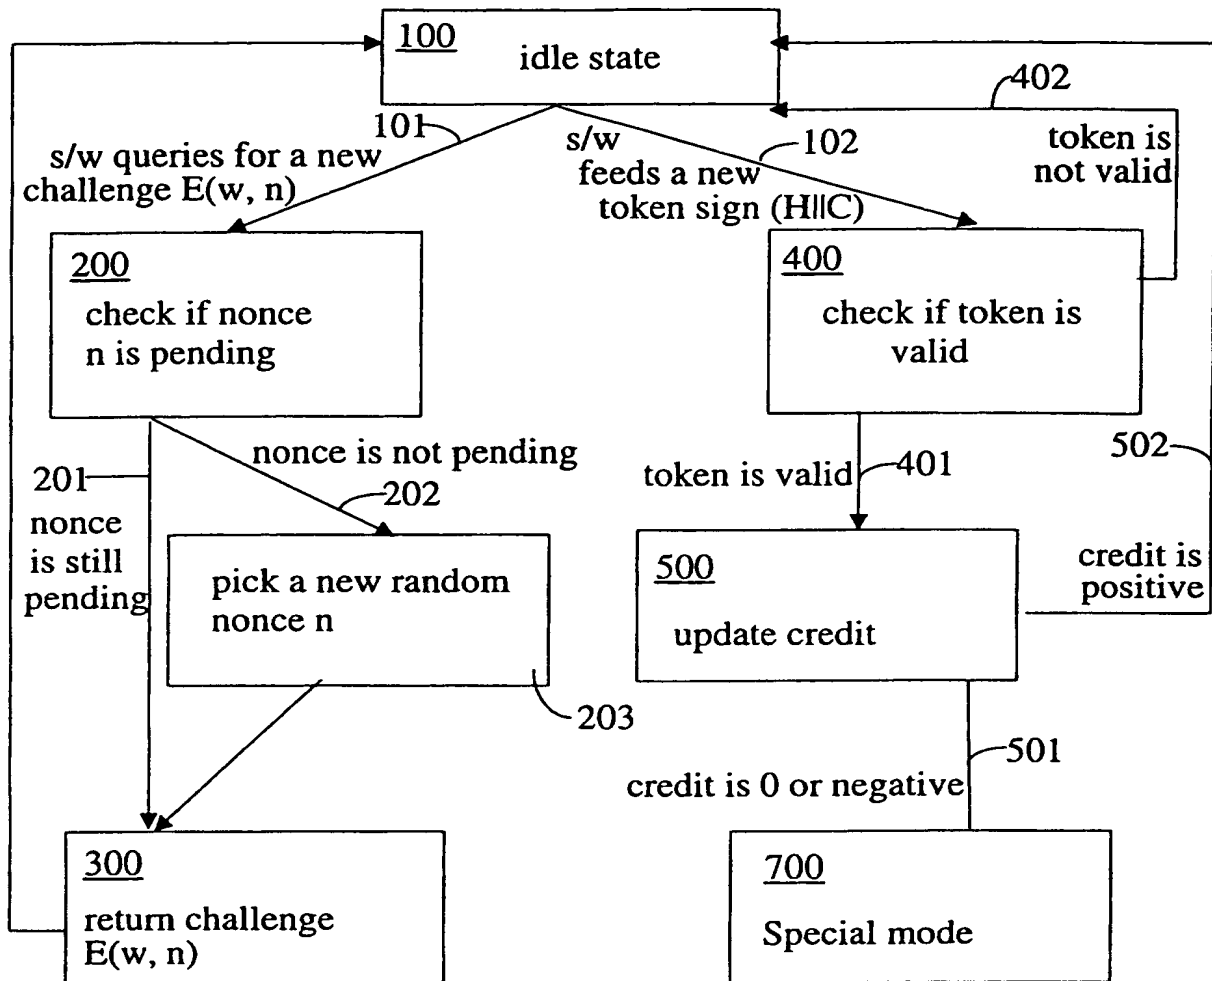 100
idle state
402
101
s/w queries for a new
challenge E(w, n)
s/w
feeds a new
token sign (H||C)
102
token is
not valid
200
check if nonce
n is pending
400
check if token is
valid
201
nonce
is still
pending
nonce is not pending
202
token is valid
401
502
credit is
positive
pick a new random
nonce n
203
500
update credit
501
credit is 0 or negative
300
return challenge
E(w, n)
700
Special mode